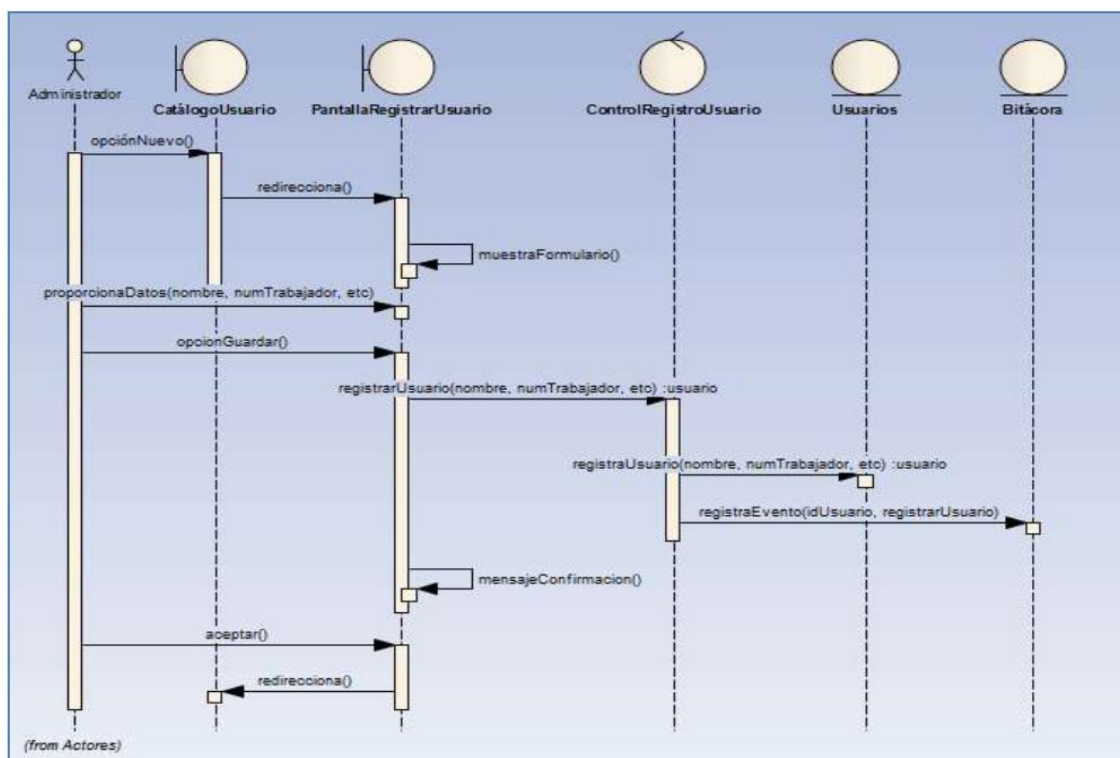 Administrador
CatálogoUsuario
PantallaRegistrarUsuario
ControlRegistroUsuario
Usuarios
Bitácora
opciónNuevo()
redirecciona()
muestraFormulario()
proporcionaDatos(nombre, numTrabajador, etc)
opcionGuardar()
registrarUsuario(nombre, numTrabajador, etc) :usuario
registraUsuario(nombre, numTrabajador, etc) :usuario
registraEvento(idUsuario, registrarUsuario)
mensajeConfirmacion()
aceptar()
redirecciona()
(from Actores)